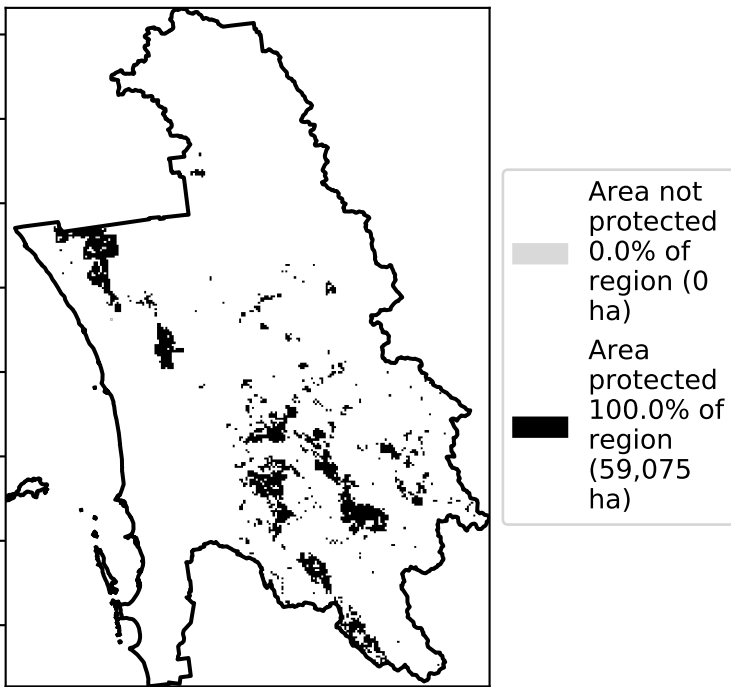 Area not
protected
0.0% of
region (0
ha)
Area
protected
100.0% of
region
(59,075
ha)